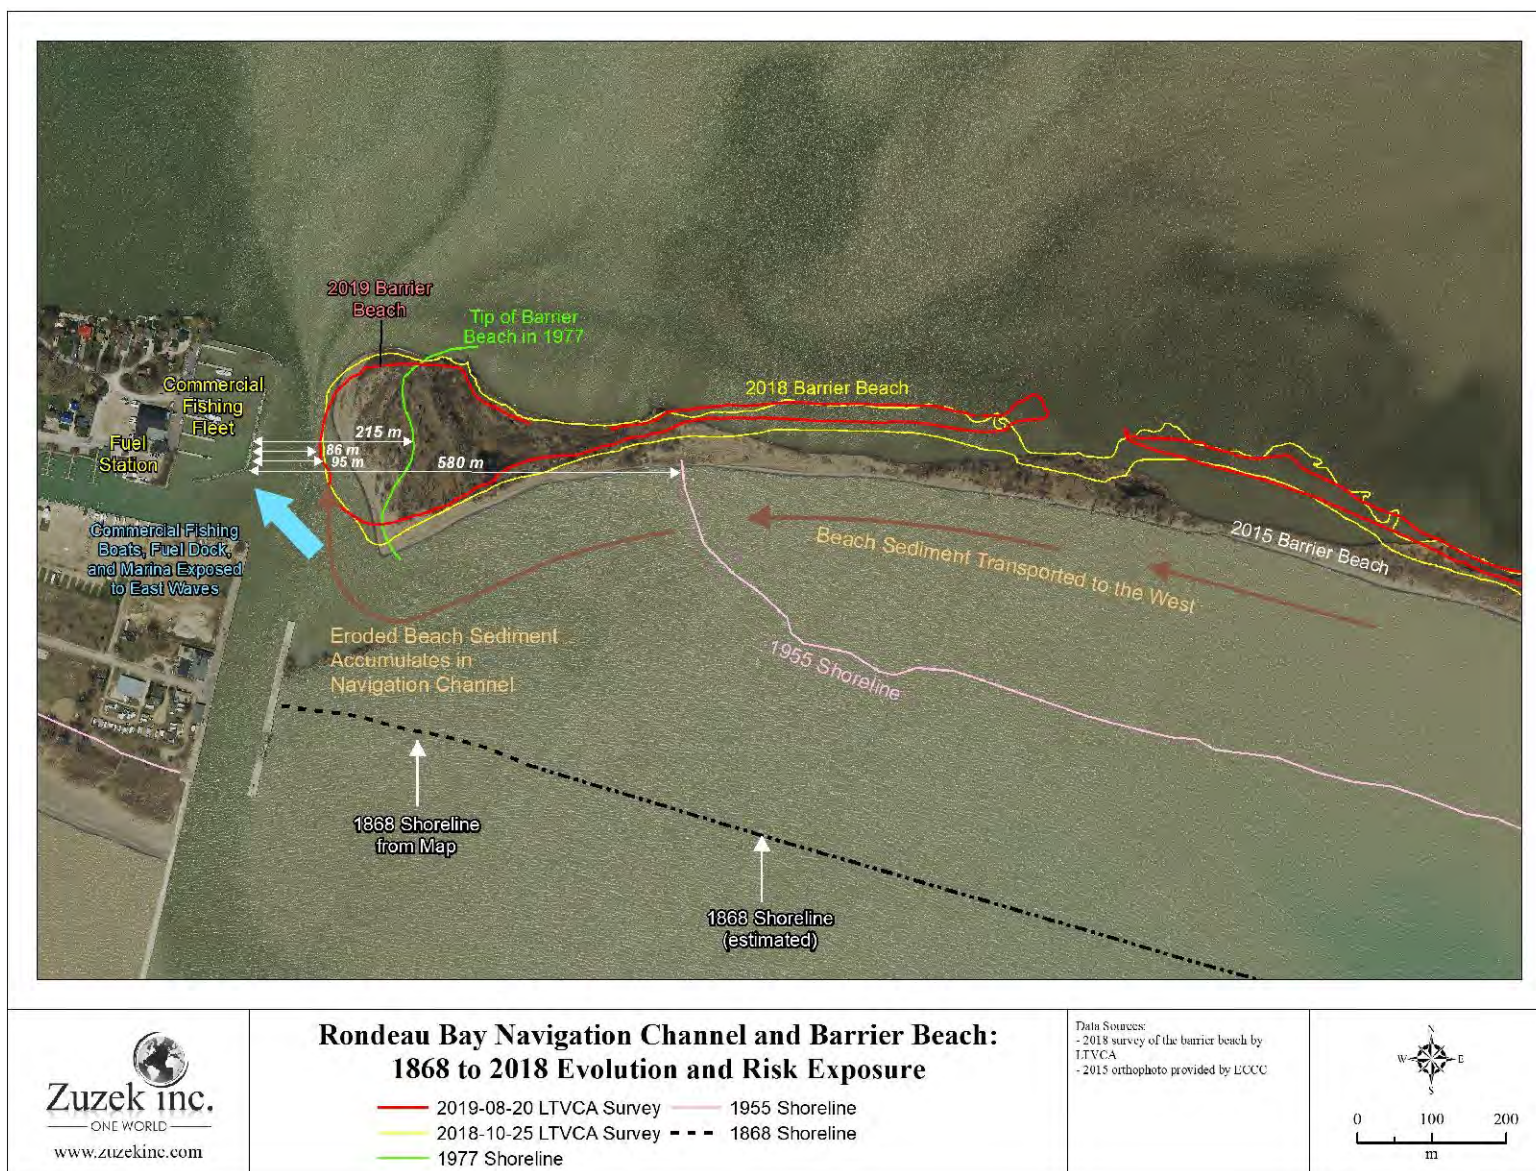 2019 Barrier
Beach
Tip of Barrier
Beach in 1977
2018 Barrier Beach
Commercial
Fishing
Fleet
Fuel
Station
215 m
86 m
95 m
580 m
Commercial Fishing
Boats, Fuel Dock,
and Marina Exposed
to East Waves
Beach Sediment Transported to the West
2015 Barrier Beach
Eroded Beach Sediment
Accumulates in
Navigation Channel
1955 Shoreline
1868 Shoreline
from Map
1868 Shoreline
(estimated)
Zuzek inc.
ONE WORLD
www.zuzekinc.com
Rondeau Bay Navigation Channel and Barrier Beach:
1868 to 2018 Evolution and Risk Exposure
2019-08-20 LTVCA Survey
1955 Shoreline
2018-10-25 LTVCA Survey
1868 Shoreline
1977 Shoreline
Data Sources:
- 2018 survey of the barrier beach by
LTVCA
- 2015 orthophoto provided by ECCC
N
W
E
S
0 100 200
m